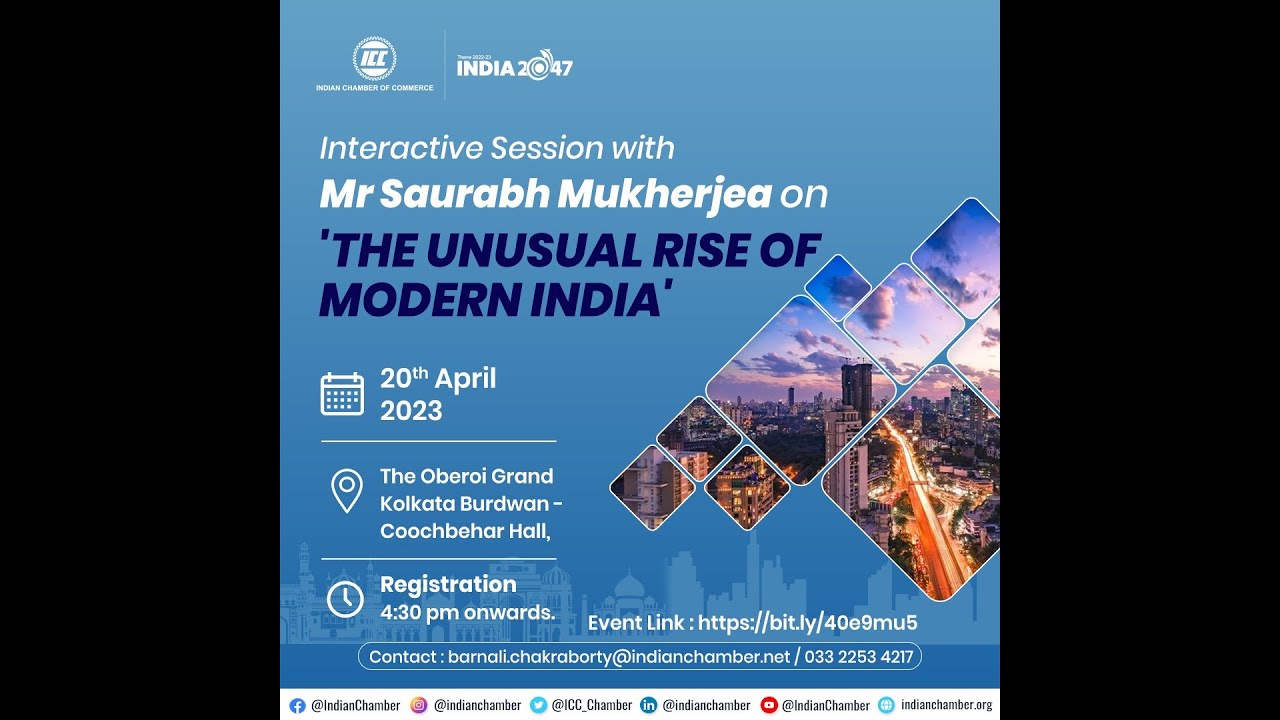 ICC
INDIAN CHAMBER OF COMMERCE
Theme 2022-23
INDIA 2047
Interactive Session with
Mr Saurabh Mukherjea on
'THE UNUSUAL RISE OF
MODERN INDIA'
20th April
2023
The Oberoi Grand
Kolkata Burdwan -
Coochbehar Hall,
Registration
4:30 pm onwards.
Event Link : https://bit.ly/40e9mu5
Contact : barnali.chakraborty@indianchamber.net / 033 2253 4217
@IndianChamber @indianchamber @ICC_Chamber @indianchamber @IndianChamber indianchamber.org